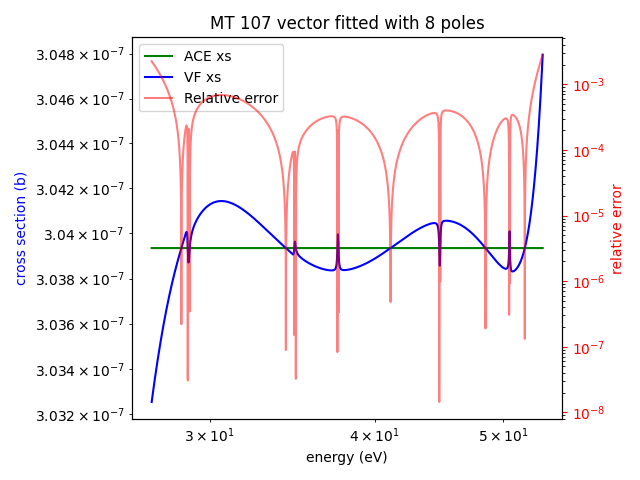 MT 107 vector fitted with 8 poles
ACE xs
VF xs
Relative error
cross section (b)
3.048 × 10⁻⁷
3.046 × 10⁻⁷
3.044 × 10⁻⁷
3.042 × 10⁻⁷
3.04 × 10⁻⁷
3.038 × 10⁻⁷
3.036 × 10⁻⁷
3.034 × 10⁻⁷
3.032 × 10⁻⁷
10⁻³
10⁻⁴
10⁻⁵
10⁻⁶
10⁻⁷
10⁻⁸
relative error
3 × 10¹ 4 × 10¹ 5 × 10¹
energy (eV)